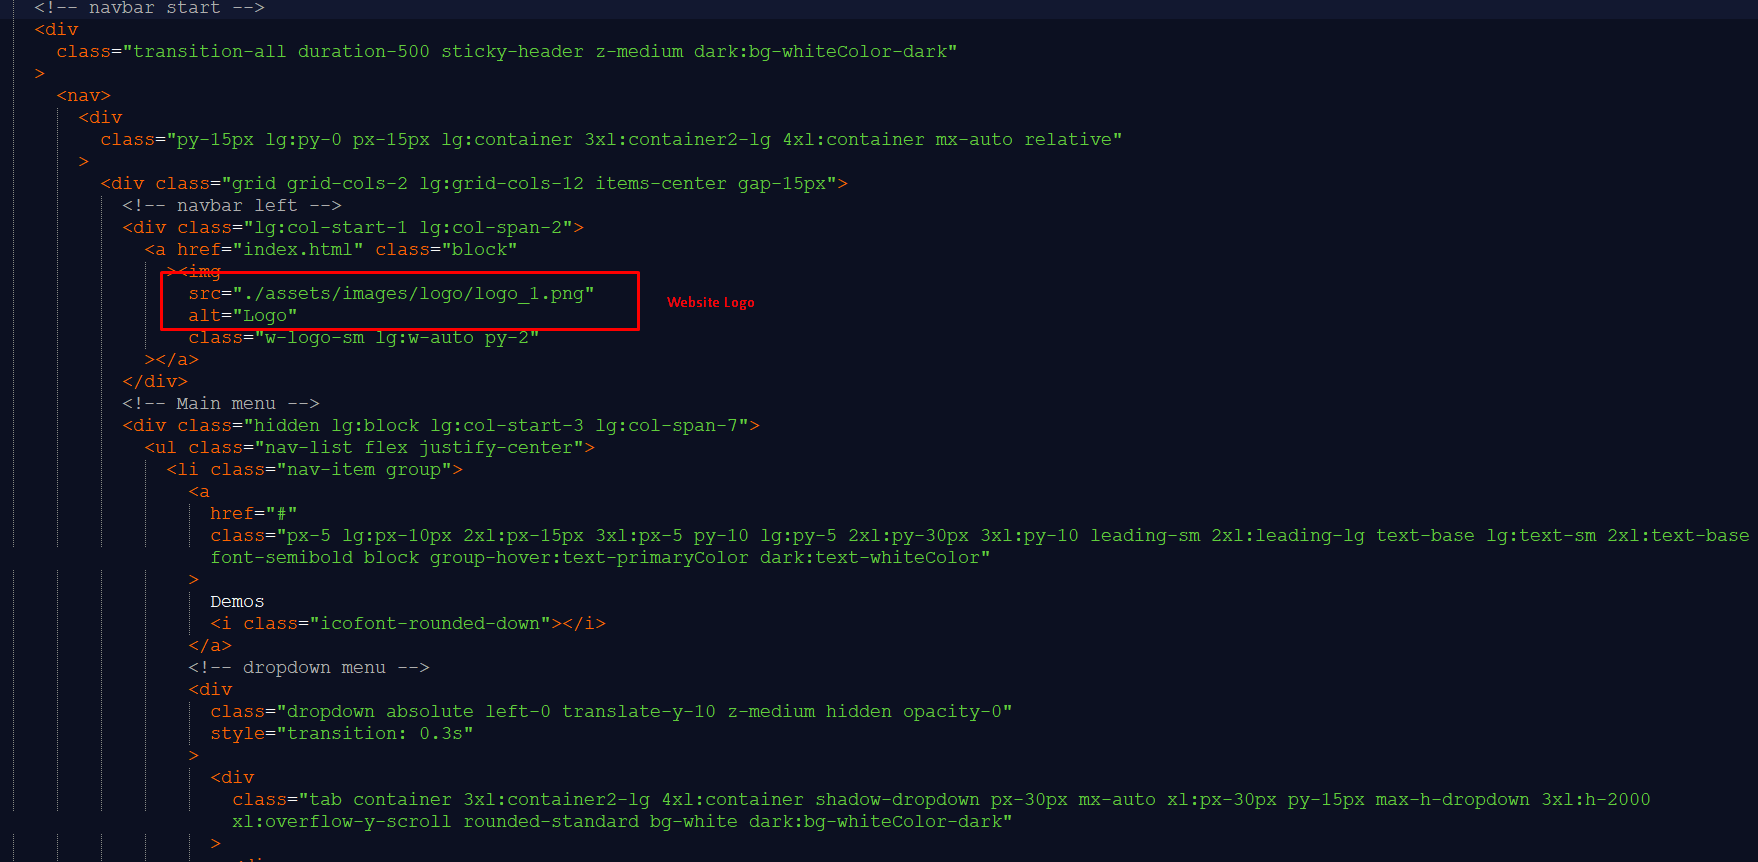 <!-- navbar start -->
<div
class="transition-all duration-500 sticky-header z-medium dark:bg-whiteColor-dark"
>
<nav>
<div
class="py-15px lg:py-0 px-15px lg:container 3xl:container2-lg 4xl:container mx-auto relative"
>
<div class="grid grid-cols-2 lg:grid-cols-12 items-center gap-15px">
<!-- navbar left -->
<div class="lg:col-start-1 lg:col-span-2">
<a href="index.html" class="block"
><img
src="./assets/images/logo/logo_1.png"
Website Logo
alt="Logo"
class="w-logo-sm lg:w-auto py-2"
></a>
</div>
<!-- Main menu -->
<div class="hidden lg:block lg:col-start-3 lg:col-span-7">
<ul class="nav-list flex justify-center">
<li class="nav-item group">
<a
href="#"
class="px-5 lg:px-10px 2xl:px-15px 3xl:px-5 py-10 lg:py-5 2xl:py-30px 3xl:py-10 leading-sm 2xl:leading-lg text-base lg:text-sm 2xl:text-base
font-semibold block group-hover:text-primaryColor dark:text-whiteColor"
>
Demos
<i class="icofont-rounded-down"></i>
</a>
<!-- dropdown menu -->
<div
class="dropdown absolute left-0 translate-y-10 z-medium hidden opacity-0"
style="transition: 0.3s"
>
<div
class="tab container 3xl:container2-lg 4xl:container shadow-dropdown px-30px mx-auto xl:px-30px py-15px max-h-dropdown 3xl:h-2000
xl:overflow-y-scroll rounded-standard bg-white dark:bg-whiteColor-dark"
>